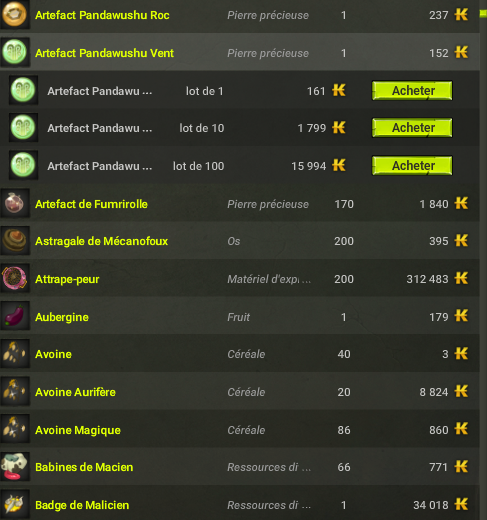 Artefact Pandawushu Roc Pierre précieuse 1 237
Artefact Pandawushu Vent Pierre précieuse 1 152
Artefact Pandawu ... lot de 1 161 Acheter
Artefact Pandawu ... lot de 10 1 799 Acheter
Artefact Pandawu ... lot de 100 15 994 Acheter
Artefact de Fumrirolle Pierre précieuse 170 1 840
Astragale de Mécanofoux Os 200 395
Attrape-peur Matériel d'expl ... 200 312 483
Aubergine Fruit 1 179
Avoine Céréale 40 3
Avoine Aurifère Céréale 20 8 824
Avoine Magique Céréale 86 860
Babines de Macien Ressources di ... 66 771
Badge de Malicien Ressources di ... 1 34 018